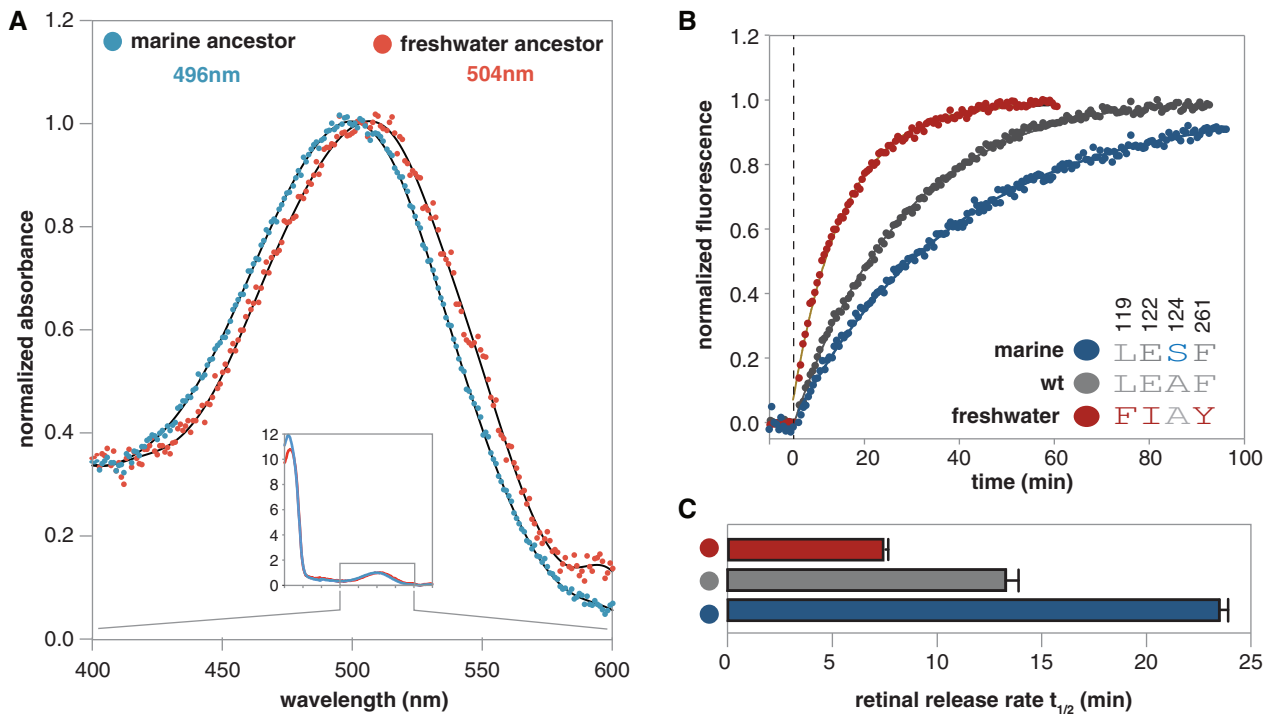 A
marine ancestor
496nm
freshwater ancestor
504nm
normalized absorbance
1.2
1.0
0.8
0.6
0.4
0.2
0.0
12
10
8
6
4
2
0
400 450 500 550 600
wavelength (nm)
B
normalized fluorescence
1.2
1.0
0.8
0.6
0.4
0.2
0.0
119 122 124 261
marine LESF
wt LEAF
freshwater FIAY
0 20 40 60 80 100
time (min)
C
0 5 10 15 20 25
retinal release rate t1/2 (min)